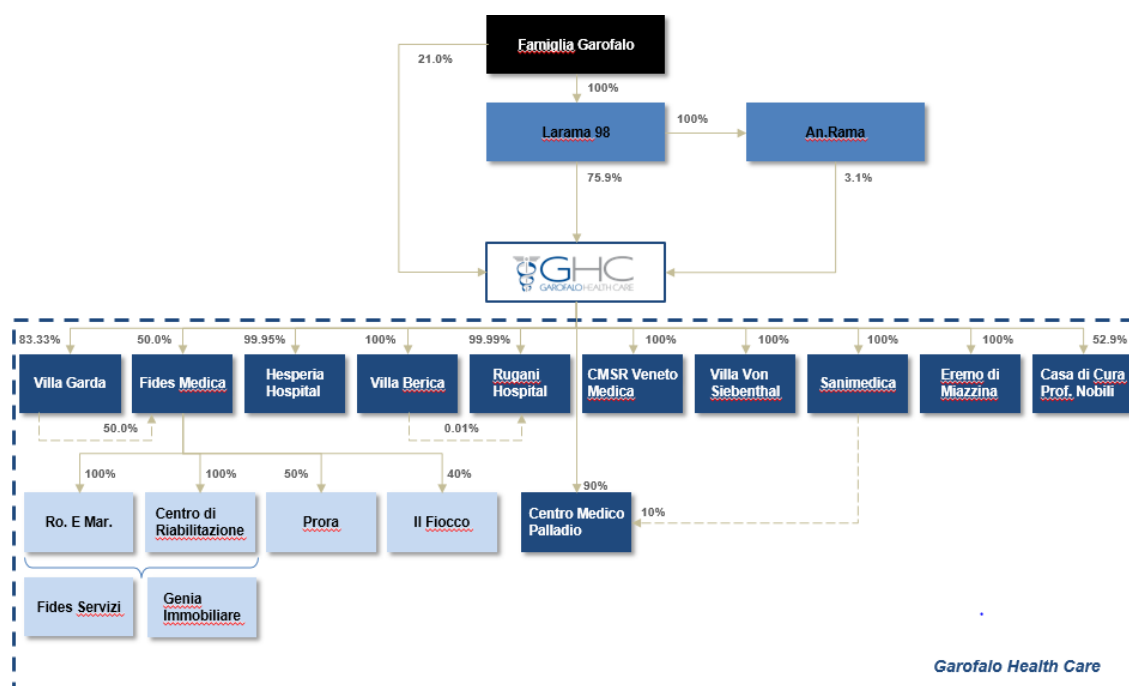 Famiglia Garofalo
21.0%
100%
Larama 98
100%
An.Rama
75.9%
3.1%
GHC
GAROFALO HEALTH CARE
83.33%
50.0%
99.95%
100%
99.99%
100%
100%
100%
100%
52.9%
Villa Garda
Fides Medica
Hesperia
Hospital
Villa Berica
Rugani
Hospital
CMSR Veneto
Medica
Villa Von
Siebenthal
Sanimedica
Eremo di
Miazzina
Casa di Cura
Prof. Nobili
50.0%
0.01%
100%
100%
50%
40%
90%
Ro. E Mar.
Centro di
Riabilitazione
Prora
Il Fiocco
Centro Medico
Palladio
10%
Fides Servizi
Genia
Immobiliare
Garofalo Health Care